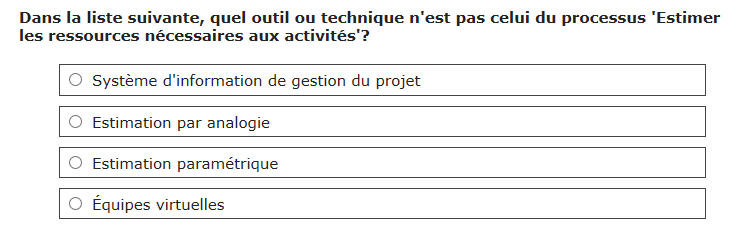 Dans la liste suivante, quel outil ou technique n'est pas celui du processus 'Estimer
les ressources nécessaires aux activités'?
Système d'information de gestion du projet
Estimation par analogie
Estimation paramétrique
Équipes virtuelles